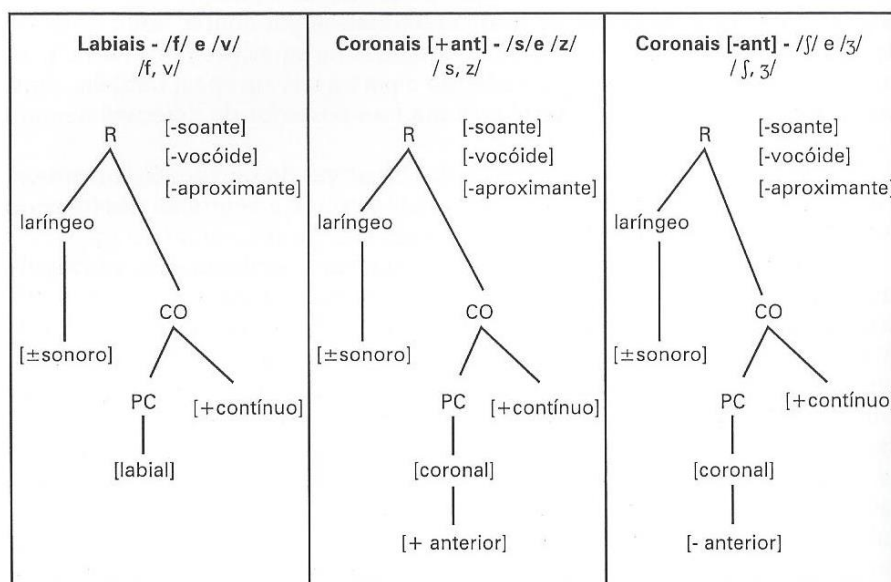 Labiais - /f/ e /v/
/f, v/
R
[-soante]
[-vocóide]
[-aproximante]
laríngeo
CO
[±sonoro]
PC
[+contínuo]
[labial]
Coronais [+ant] - /s/e /z/
/ s, z/
R
[-soante]
[-vocóide]
[-aproximante]
laríngeo
CO
[±sonoro]
PC
[+contínuo]
[coronal]
[+ anterior]
Coronais [-ant] - /ʃ/ e /ʒ/
/ ʃ, ʒ/
R
[-soante]
[-vocóide]
[-aproximante]
laríngeo
CO
[±sonoro]
PC
[+contínuo]
[coronal]
[- anterior]